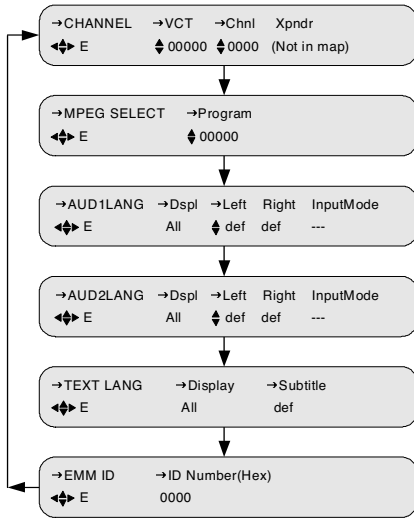 →CHANNEL →VCT →Chnl Xpndr
◄♦► E ♦ 00000 ♦ 0000 (Not in map)
→MPEG SELECT →Program
◄♦► E ♦ 00000
→AUD1LANG →Dspl →Left Right InputMode
◄♦► E All ♦ def def ---
→AUD2LANG →Dspl →Left Right InputMode
◄♦► E All ♦ def def ---
→TEXT LANG →Display →Subtitle
◄♦► E All def
→EMM ID →ID Number(Hex)
◄♦► E 0000